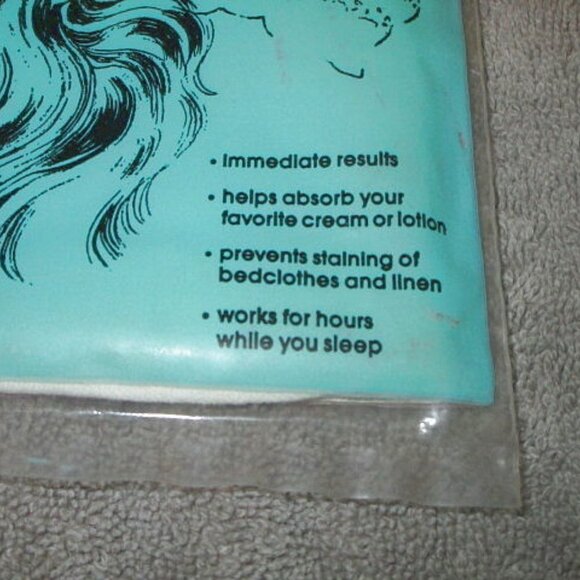 • immediate results
• helps absorb your
favorite cream or lotion
• prevents staining of
bedclothes and linen
• works for hours
while you sleep